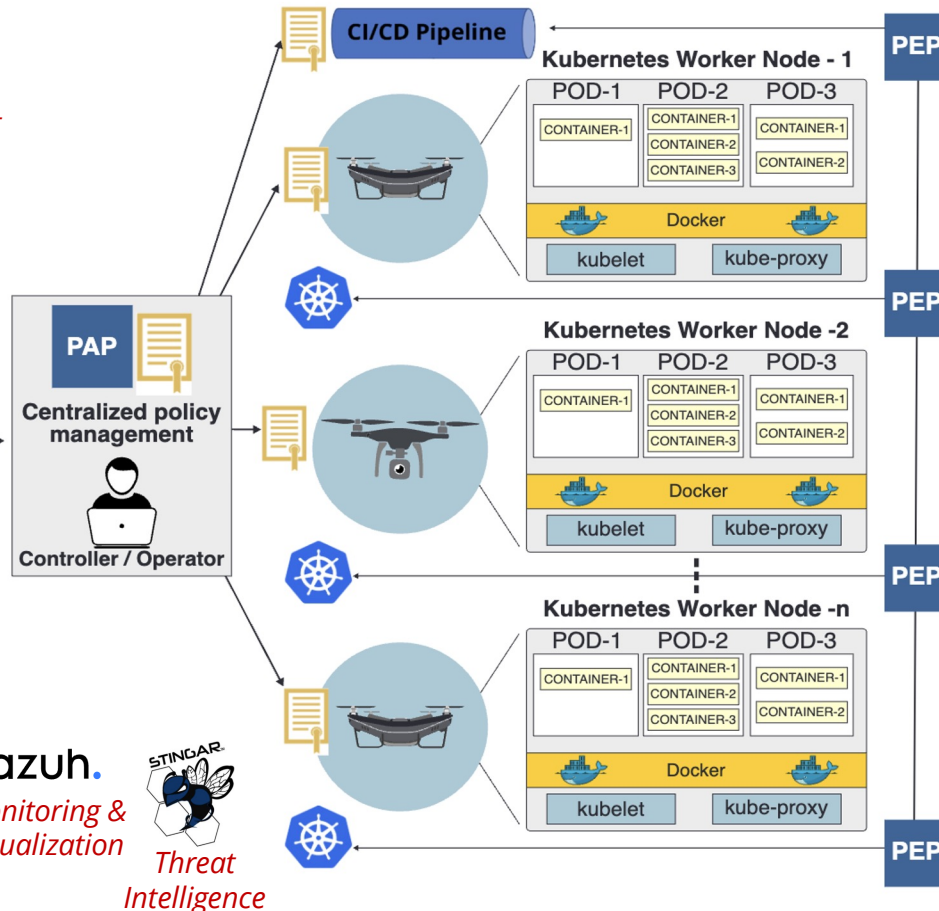 CI/CD Pipeline
PEP
Kubernetes Worker Node - 1
POD-1 POD-2 POD-3
CONTAINER-1
CONTAINER-1
CONTAINER-2
CONTAINER-3
CONTAINER-1
CONTAINER-2
Docker
kubelet kube-proxy
PEP
PAP
Centralized policy
management
Controller / Operator
Kubernetes Worker Node -2
POD-1 POD-2 POD-3
CONTAINER-1
CONTAINER-1
CONTAINER-2
CONTAINER-3
CONTAINER-1
CONTAINER-2
Docker
kubelet kube-proxy
PEP
Kubernetes Worker Node -n
POD-1 POD-2 POD-3
CONTAINER-1
CONTAINER-1
CONTAINER-2
CONTAINER-3
CONTAINER-1
CONTAINER-2
Docker
kubelet kube-proxy
PEP
azuh.
onitoring &
ualization
STINGAR
Threat
Intelligence